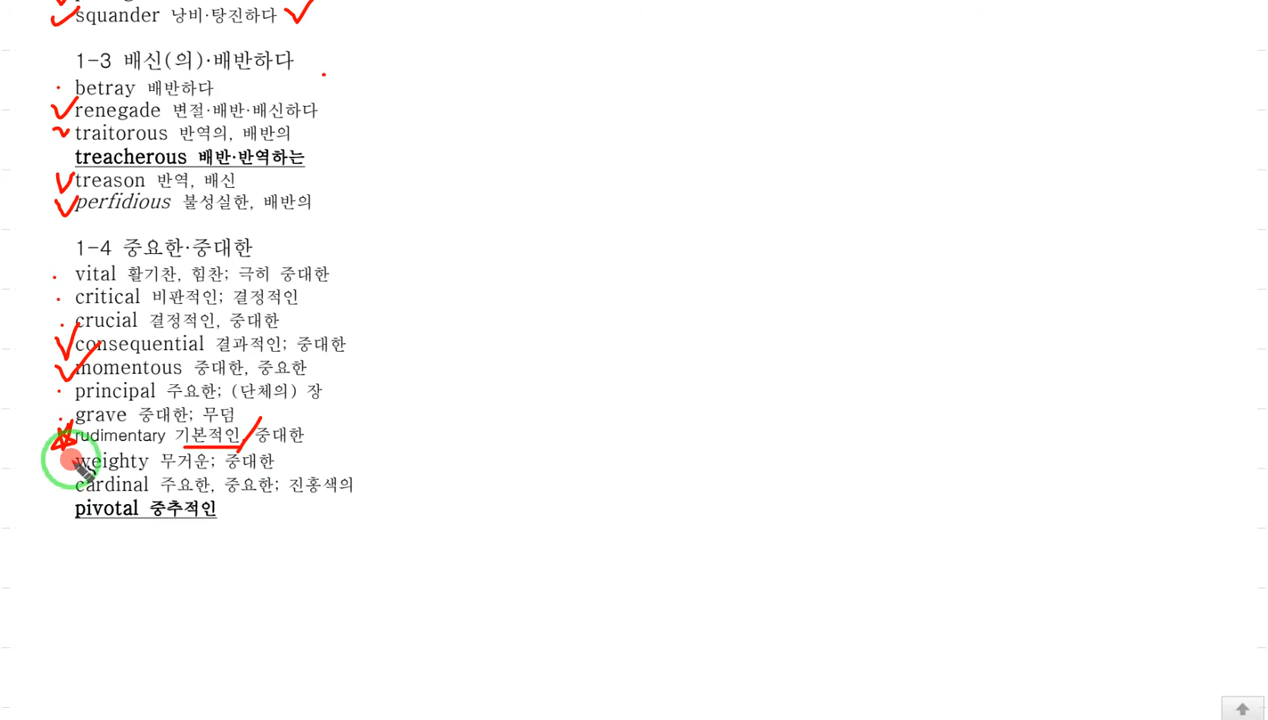 squander 낭비·탕진하다
1-3 배신(의)·배반하다
betray 배반하다
renegade 변절·배반·배신하다
traitorous 반역의, 배반의
treacherous 배반·반역하는
treason 반역, 배신
perfidious 불성실한, 배반의
1-4 중요한·중대한
vital 활기찬, 힘찬; 극히 중대한
critical 비판적인; 결정적인
crucial 결정적인, 중대한
consequential 결과적인; 중대한
momentous 중대한, 중요한
principal 주요한; (단체의) 장
grave 중대한; 무덤
rudimentary 기본적인, 중대한
weighty 무거운; 중대한
cardinal 주요한, 중요한; 진홍색의
pivotal 중추적인